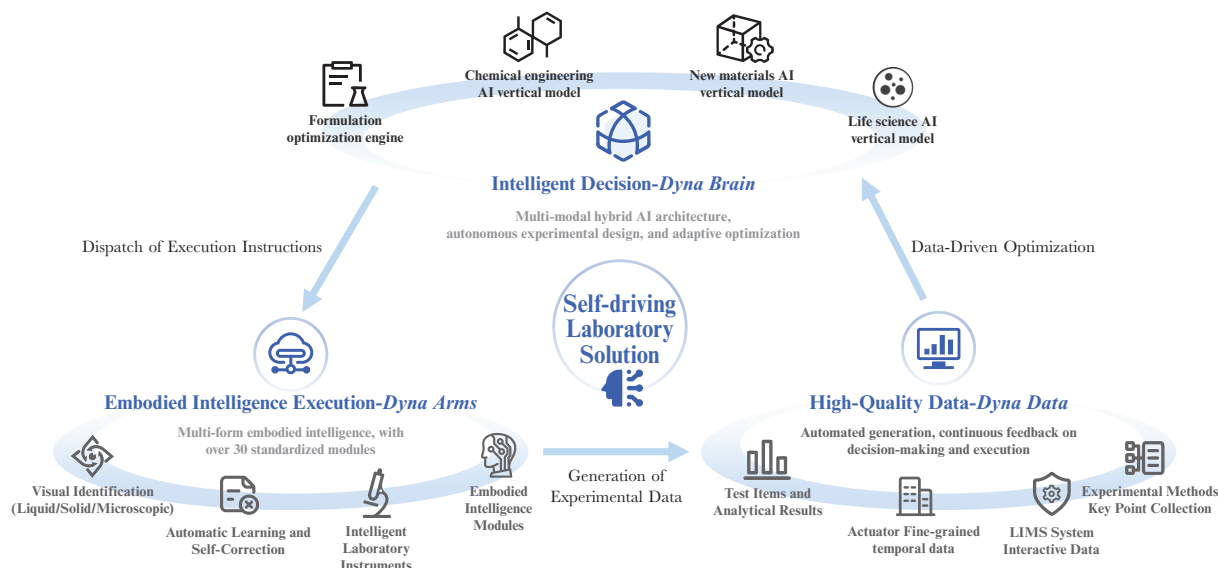 Chemical engineering
AI vertical model
New materials AI
vertical model
Formulation
optimization engine
Life science AI
vertical model
Intelligent Decision-Dyna Brain
Multi-modal hybrid AI architecture,
autonomous experimental design, and adaptive optimization
Dispatch of Execution Instructions
Data-Driven Optimization
Self-driving
Laboratory
Solution
Embodied Intelligence Execution-Dyna Arms
Multi-form embodied intelligence, with
over 30 standardized modules
Visual Identification
(Liquid/Solid/Microscopic)
Automatic Learning and
Self-Correction
Intelligent
Laboratory
Instruments
Embodied
Intelligence
Modules
Generation of
Experimental Data
High-Quality Data-Dyna Data
Automated generation, continuous feedback on
decision-making and execution
Test Items and
Analytical Results
Actuator Fine-grained
temporal data
LIMS System
Interactive Data
Experimental Methods
Key Point Collection